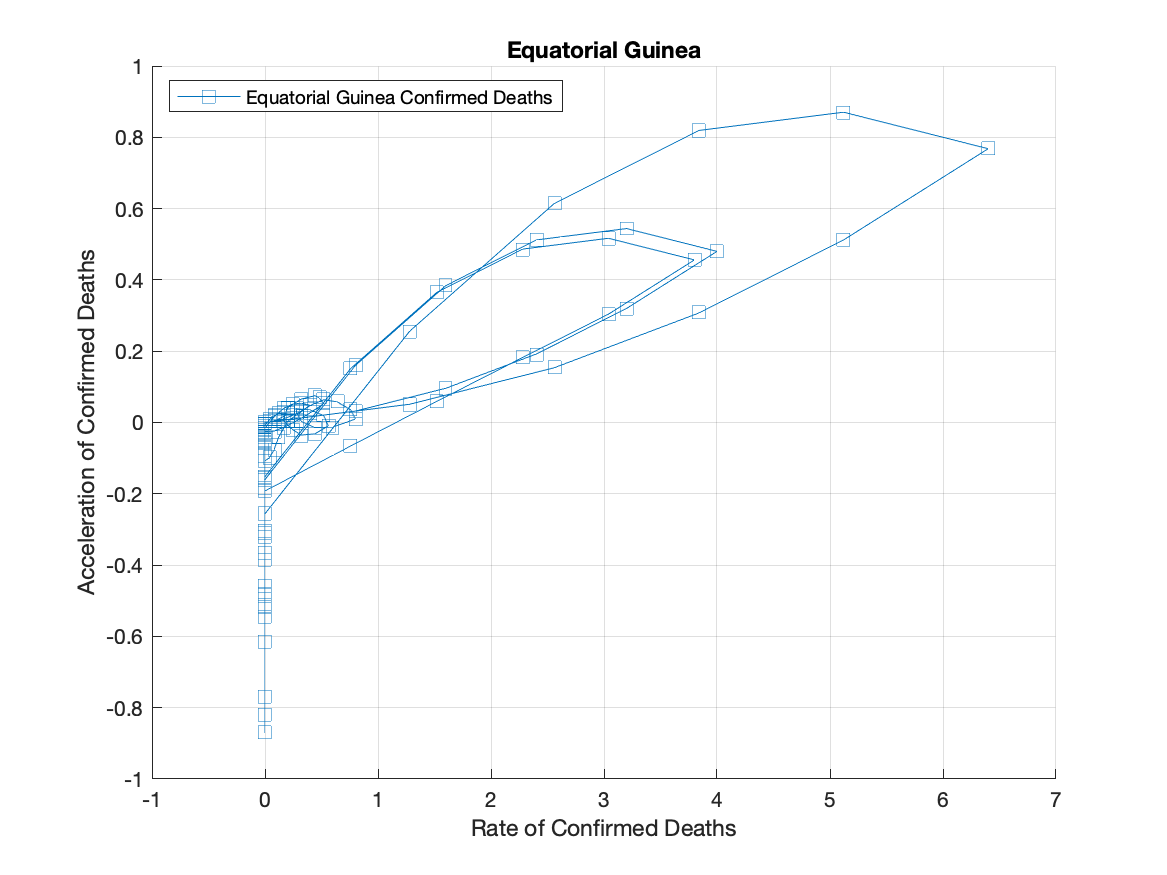 Equatorial Guinea
Equatorial Guinea Confirmed Deaths
1
0.8
0.6
0.4
0.2
0
-0.2
-0.4
-0.6
-0.8
-1
Acceleration of Confirmed Deaths
-1 0 1 2 3 4 5 6 7
Rate of Confirmed Deaths